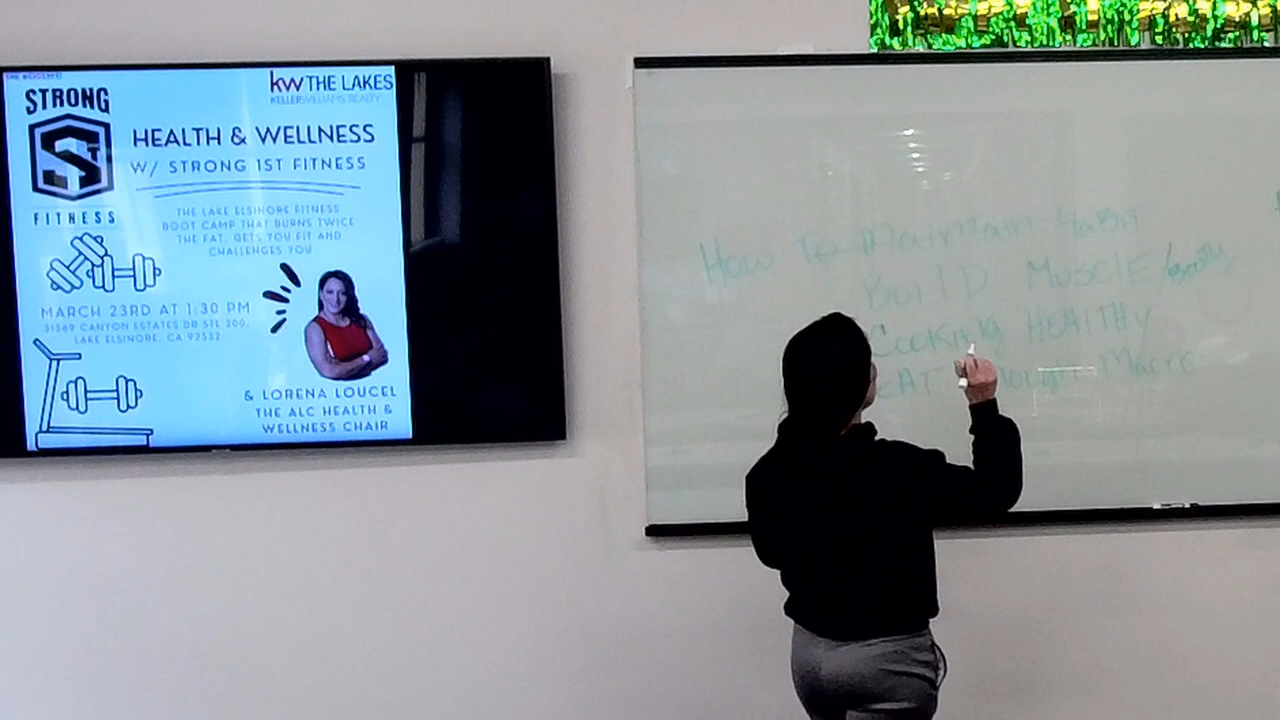 STRONG
ST
FITNESS
kw THE LAKES
KELLERWILLIAMS REALTY
HEALTH & WELLNESS
W/ STRONG 1ST FITNESS
THE LAKE ELSINORE FITNESS
BOOT CAMP THAT BURNS TWICE
THE FAT, GETS YOU FIT AND
CHALLENGES YOU
MARCH 23RD AT 1:30 PM
31569 CANYON ESTATES DR STE 200,
LAKE ELSINORE, CA 92532
& LORENA LOUCEL
THE ALC HEALTH &
WELLNESS CHAIR
How To Maintain Habit
BuilD MusclE/
Cooking HEAlTHy
EAT Macro